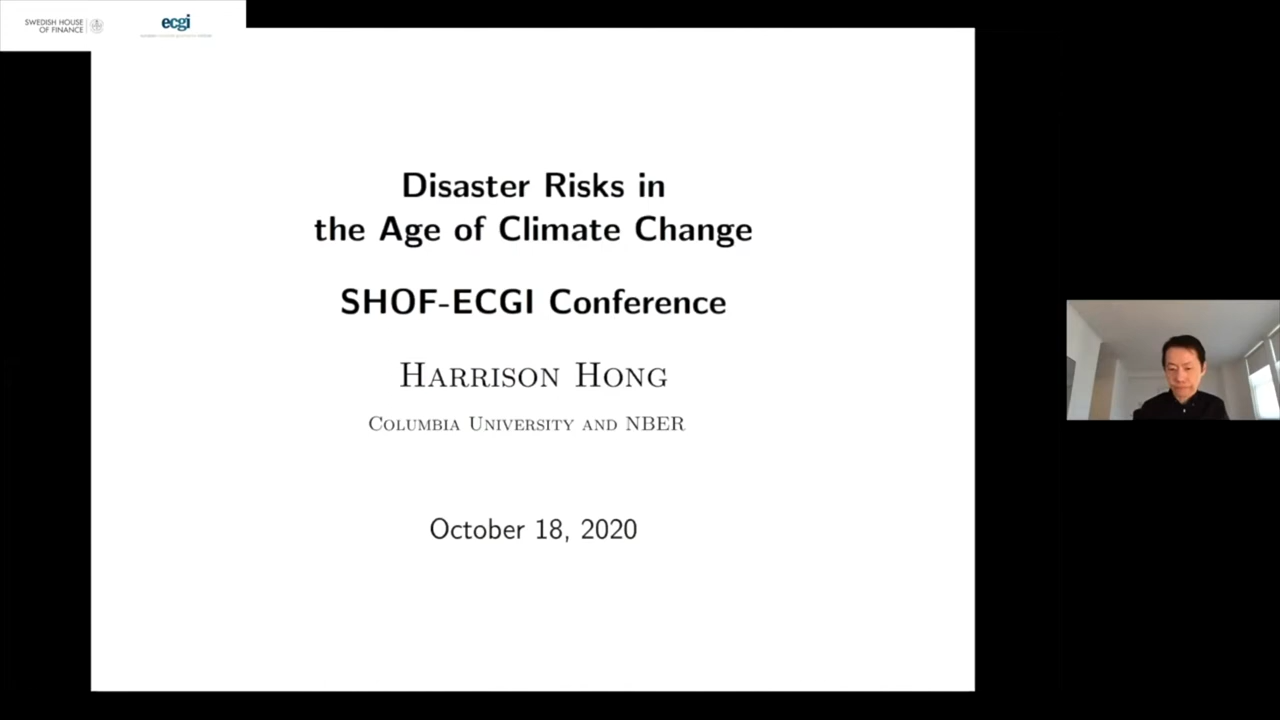 SWEDISH HOUSE
OF FINANCE
ecgi
Disaster Risks in
the Age of Climate Change
SHOF-ECGI Conference
HARRISON HONG
COLUMBIA UNIVERSITY AND NBER
October 18, 2020